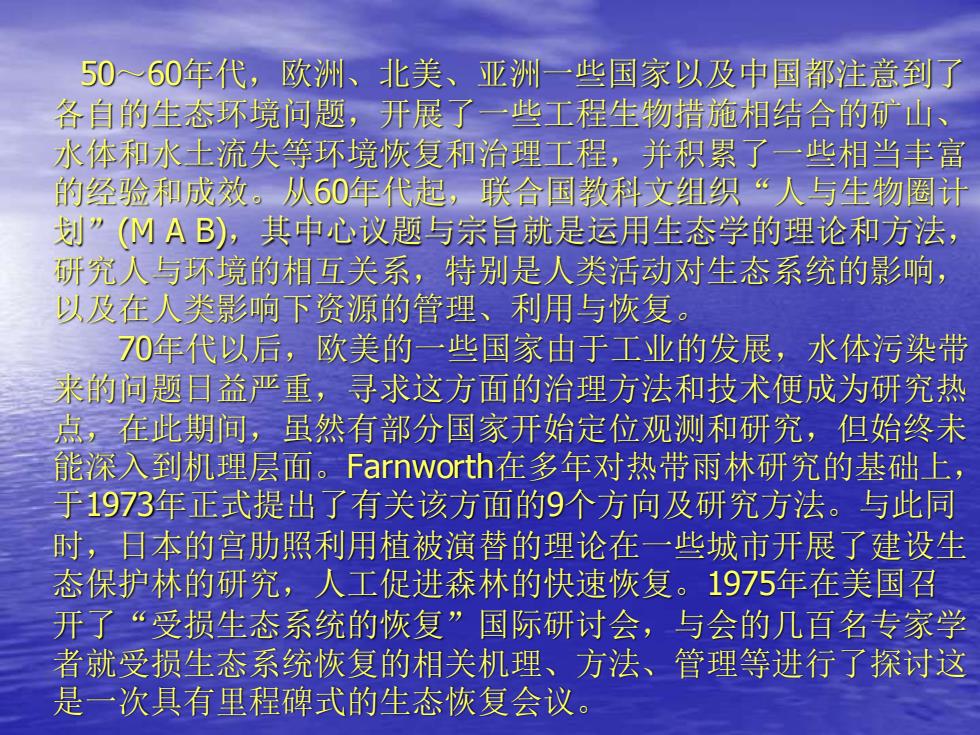 50～60年代，欧洲、北美、亚洲一些国家以及中国都注意到了
各自的生态环境问题，开展了一些工程生物措施相结合的矿山、
水体和水土流失等环境恢复和治理工程，并积累了一些相当丰富
的经验和成效。从60年代起，联合国教科文组织“人与生物圈计
划”(M A B)，其中心议题与宗旨就是运用生态学的理论和方法，
研究人与环境的相互关系，特别是人类活动对生态系统的影响，
以及在人类影响下资源的管理、利用与恢复。
70年代以后，欧美的一些国家由于工业的发展，水体污染带
来的问题日益严重，寻求这方面的治理方法和技术便成为研究热
点，在此期间，虽然有部分国家开始定位观测和研究，但始终未
能深入到机理层面。Farnworth在多年对热带雨林研究的基础上，
于1973年正式提出了有关该方面的9个方向及研究方法。与此同
时，日本的宫肋照利用植被演替的理论在一些城市开展了建设生
态保护林的研究，人工促进森林的快速恢复。1975年在美国召
开了“受损生态系统的恢复”国际研讨会，与会的几百名专家学
者就受损生态系统恢复的相关机理、方法、管理等进行了探讨这
是一次具有里程碑式的生态恢复会议。